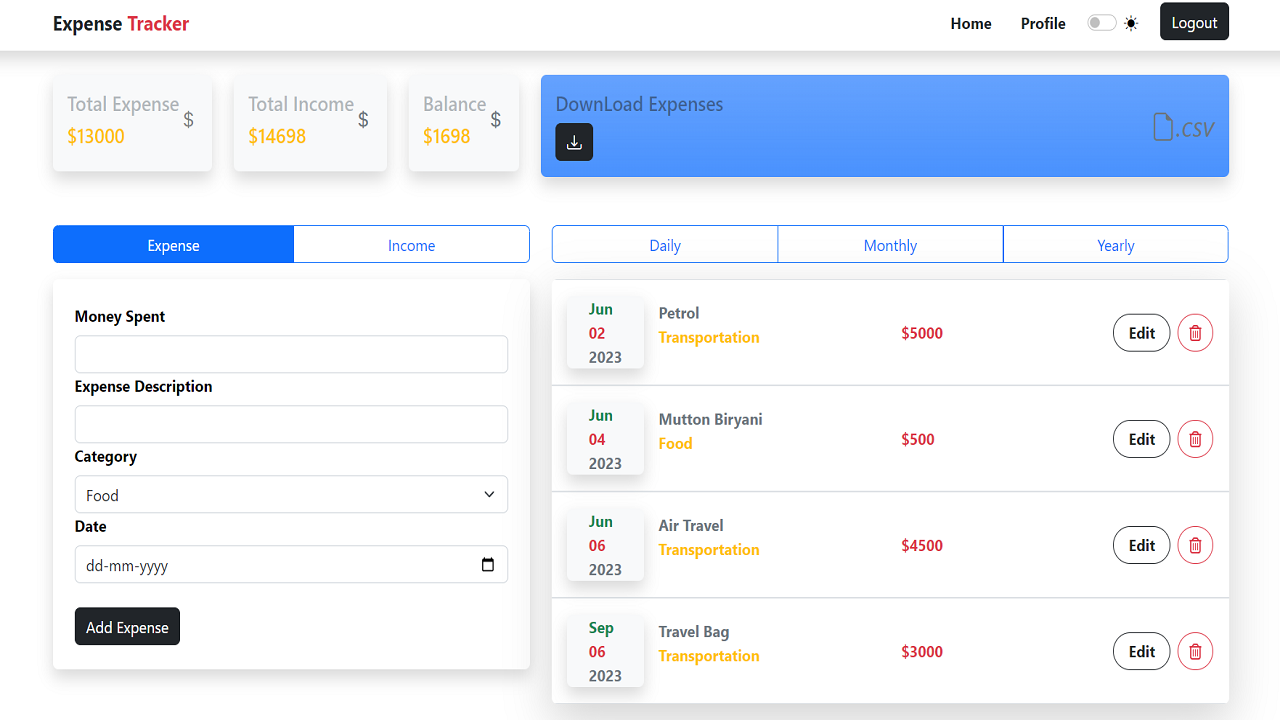 Expense Tracker
Home Profile Logout
Total Expense
$13000
$
Total Income
$14698
$
Balance
$1698
$
DownLoad Expenses
.csv
Expense Income
Daily Monthly Yearly
Money Spent
Expense Description
Category
Food
Date
dd-mm-yyyy
Add Expense
Jun
02
2023
Petrol
Transportation
$5000
Edit
Jun
04
2023
Mutton Biryani
Food
$500
Edit
Jun
06
2023
Air Travel
Transportation
$4500
Edit
Sep
06
2023
Travel Bag
Transportation
$3000
Edit